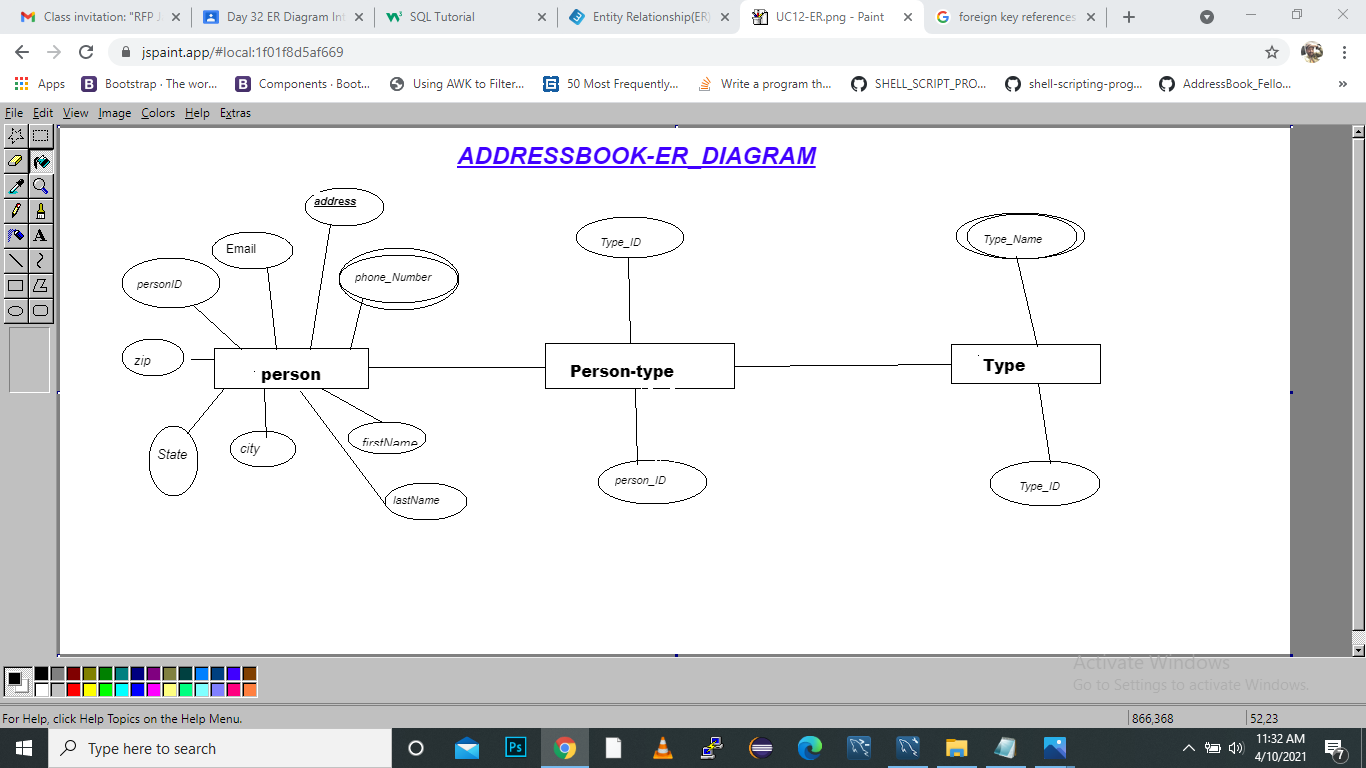 Class invitation: "RFP J
Day 32 ER Diagram Int
SQL Tutorial
Entity Relationship(ER)
UC12-ER.png - Paint
foreign key references
jspaint.app/#local:1f01f8d5af669
Apps
Bootstrap · The wor...
Components · Boot...
Using AWK to Filter...
50 Most Frequently...
Write a program th...
SHELL_SCRIPT_PRO...
shell-scripting-prog...
AddressBook_Fello...
»
File Edit View Image Colors Help Extras
ADDRESSBOOK-ER_DIAGRAM
address
Email
phone_Number
personID
zip
person
State
city
firstName
lastName
Type_ID
Person-type
person_ID
Type_Name
Type
Type_ID
Activate Windows
Go to Settings to activate Windows.
For Help, click Help Topics on the Help Menu.
866,368
52,23
Type here to search
Ps
11:32 AM
4/10/2021
7